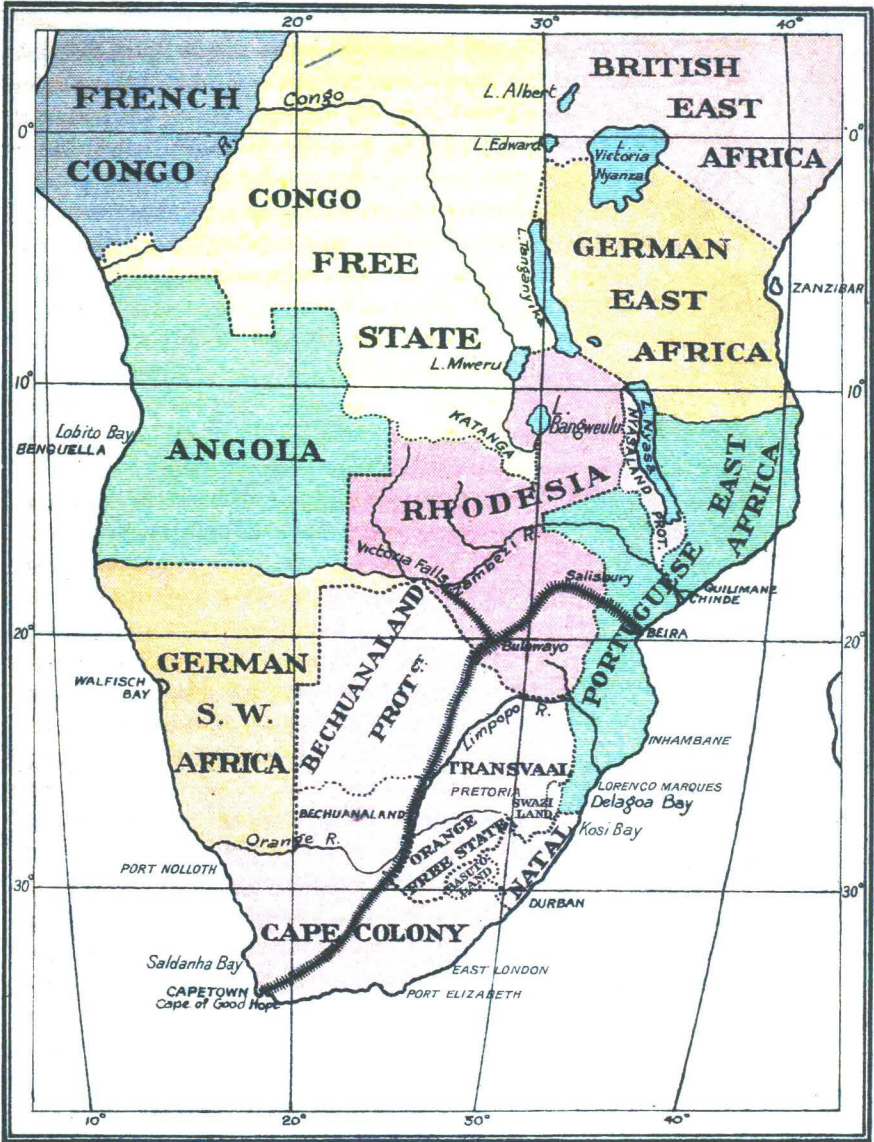 20°
30°
40°
BRITISH
EAST
AFRICA
FRENCH
CONGO
Congo
R.
L. Albert
L. Edward
Victoria
Nyanza
0°
0°
CONGO
FREE
STATE
L. Tanganyika
GERMAN
EAST
AFRICA
ZANZIBAR
L. Mweru
10°
10°
L.
Bangweulu
KATANGA
L. Nyasa
NYASALAND PROT.
Lobito Bay
BENQUELLA
ANGOLA
RHODESIA
PORTUGUESE EAST AFRICA
Victoria Falls
Zambezi R.
Salisbury
QUILIMANE
CHINDE
BEIRA
20°
20°
Bulawayo
GERMAN
S. W.
AFRICA
WALFISCH
BAY
BECHUANALAND
PROT CT
Limpopo R.
INHAMBANE
TRANSVAAL
PRETORIA
SWAZI
LAND
LORENCO MARQUES
Delagoa Bay
Kosi Bay
BECHUANALAND
Orange R.
ORANGE
FREE STATE
BASUTO-
LAND
NATAL
PORT NOLLOTH
30°
30°
DURBAN
CAPE COLONY
Saldanha Bay
EAST LONDON
CAPETOWN
Cape of Good Hope
PORT ELIZABETH
10°
20°
30°
40°